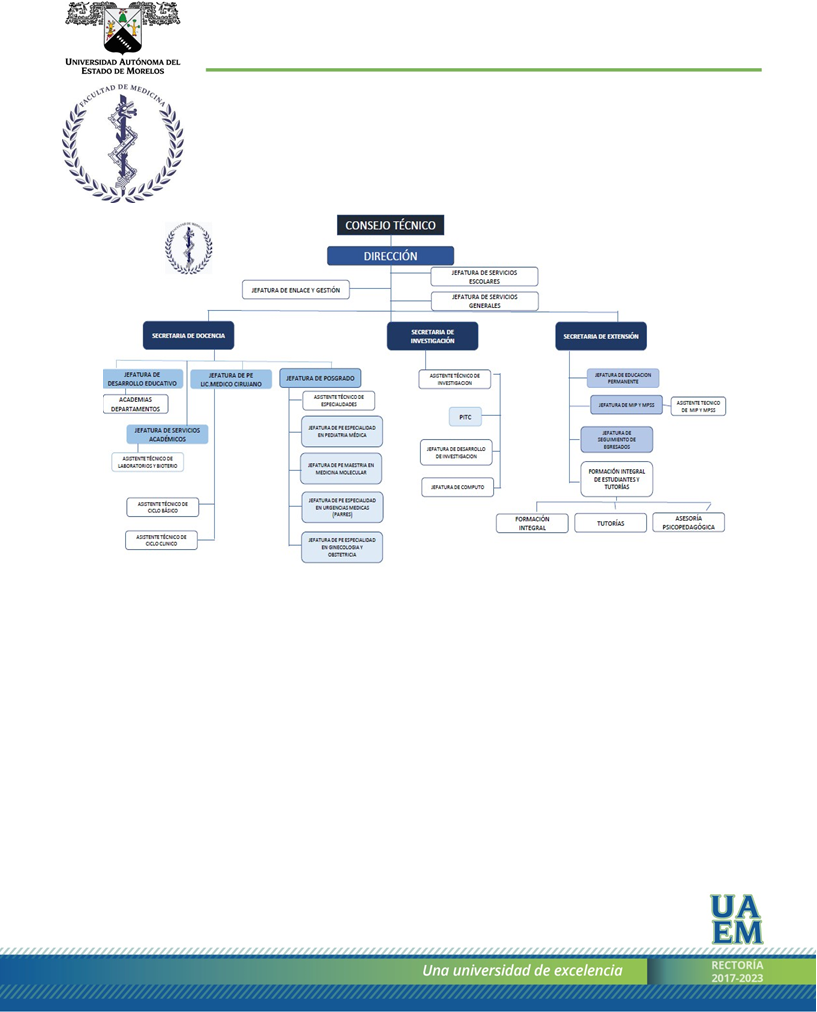 UNIVERSIDAD AUTÓNOMA DEL
ESTADO DE MORELOS
FACULTAD DE MEDICINA
FACULTAD DE MEDICINA
CONSEJO TÉCNICO
DIRECCIÓN
JEFATURA DE SERVICIOS
ESCOLARES
JEFATURA DE ENLACE Y GESTIÓN
JEFATURA DE SERVICIOS
GENERALES
SECRETARIA DE DOCENCIA
SECRETARIA DE
INVESTIGACIÓN
SECRETARIA DE EXTENSIÓN
JEFATURA DE
DESARROLLO EDUCATIVO
JEFATURA DE PE
LIC.MEDICO CIRUJANO
JEFATURA DE POSGRADO
ACADEMIAS
DEPARTAMENTOS
JEFATURA DE SERVICIOS
ACADÉMICOS
ASISTENTE TÉCNICO DE
LABORATORIOS Y BIOTERIO
ASISTENTE TÉCNICO DE
CICLO BÁSICO
ASISTENTE TÉCNICO DE
CICLO CLINICO
ASISTENTE TÉCNICO DE
ESPECIALIDADES
JEFATURA DE PE ESPECIALIDAD
EN PEDIATRIA MÉDICA
JEFATURA DE PE MAESTRIA EN
MEDICINA MOLECULAR
JEFATURA DE PE ESPECIALIDAD
EN URGENCIAS MEDICAS
(PARRES)
JEFATURA DE PE ESPECIALIDAD
EN GINECOLOGIA Y
OBSTETRICIA
ASISTENTE TÉCNICO DE
INVESTIGACION
PITC
JEFATURA DE DESARROLLO
DE INVESTIGACION
JEFATURA DE COMPUTO
JEFATURA DE EDUCACION
PERMANENTE
JEFATURA DE MIP Y MPSS
ASISTENTE TECNICO
DE MIP Y MPSS
JEFATURA DE
SEGUIMIENTO DE
EGRESADOS
FORMACIÓN INTEGRAL
DE ESTUDIANTES Y
TUTORÍAS
FORMACIÓN
INTEGRAL
TUTORÍAS
ASESORÍA
PSICOPEDAGÓGICA
UA
EM
Una universidad de excelencia
RECTORÍA
2017-2023